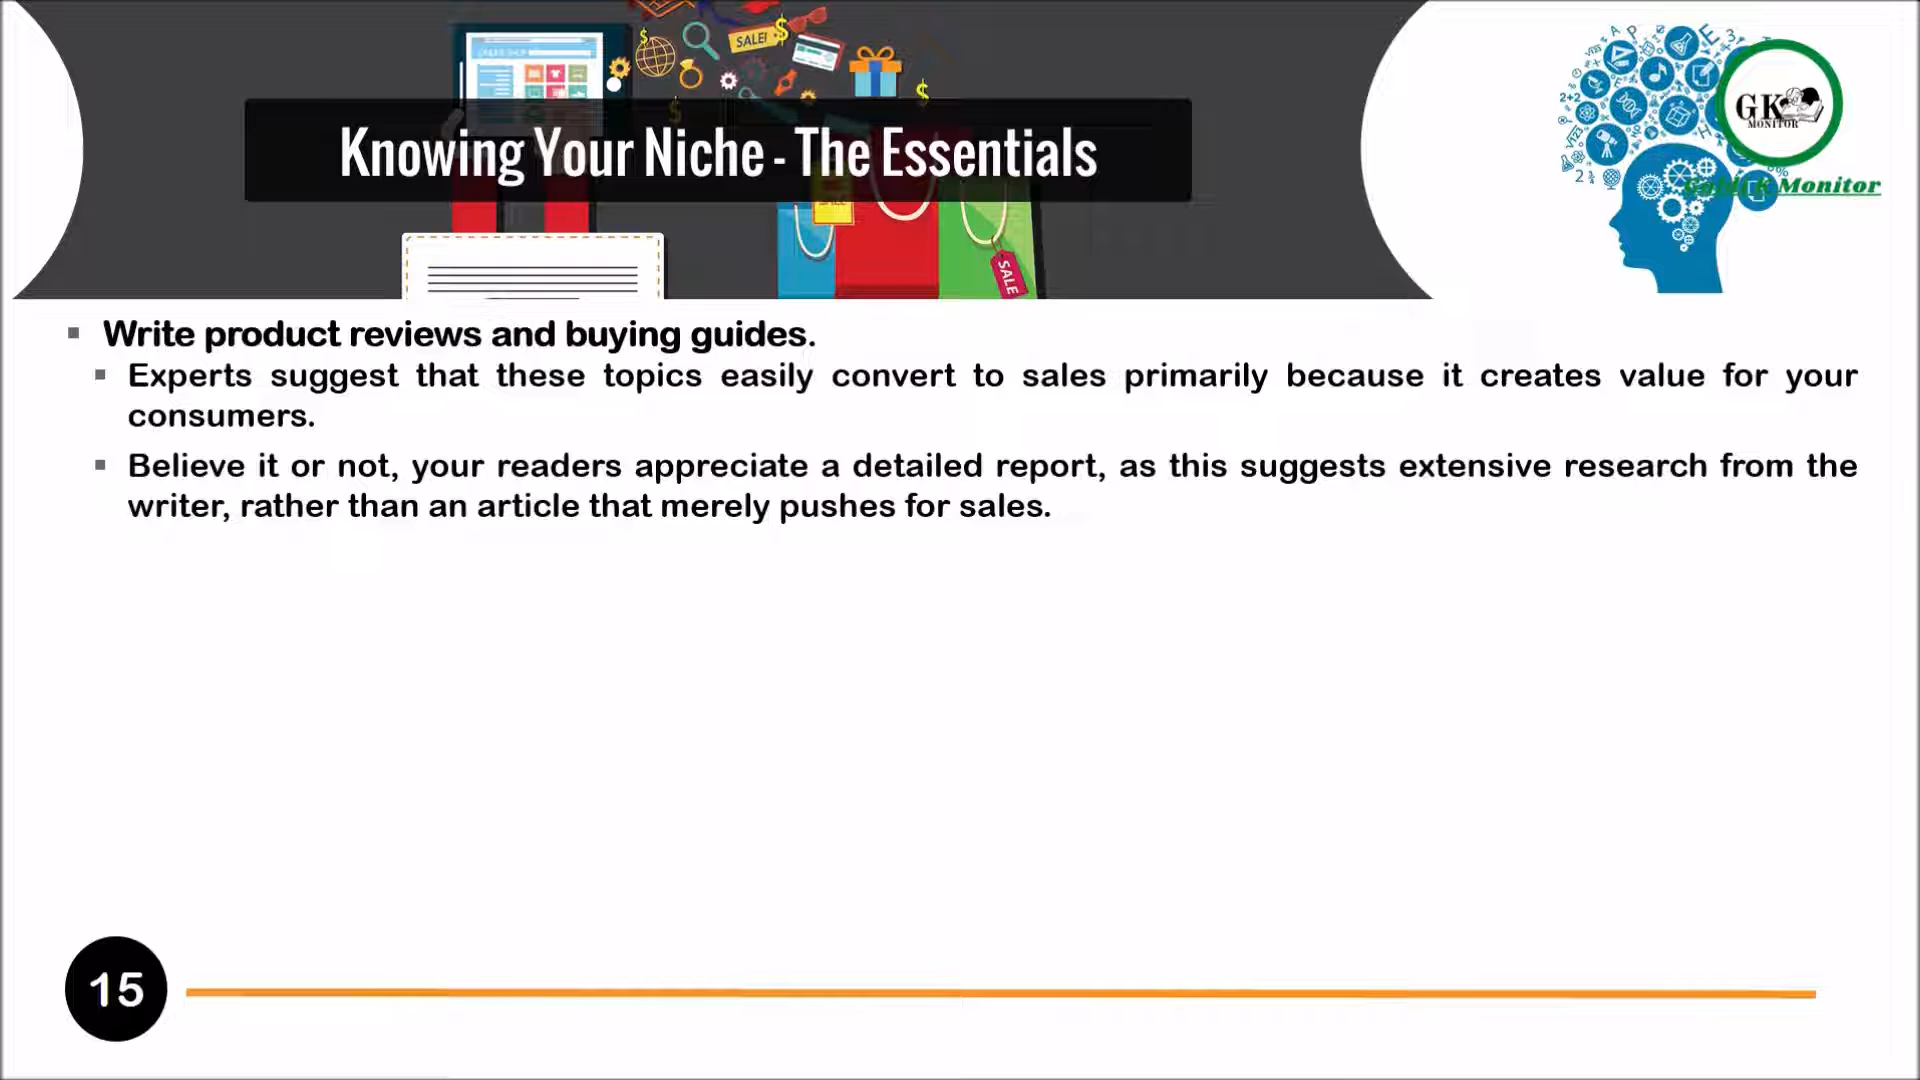 SALE!
GK
MONITOR
Knowing Your Niche - The Essentials
K Monitor
SALE
▪ Write product reviews and buying guides.
▪ Experts suggest that these topics easily convert to sales primarily because it creates value for your
consumers.
▪ Believe it or not, your readers appreciate a detailed report, as this suggests extensive research from the
writer, rather than an article that merely pushes for sales.
15